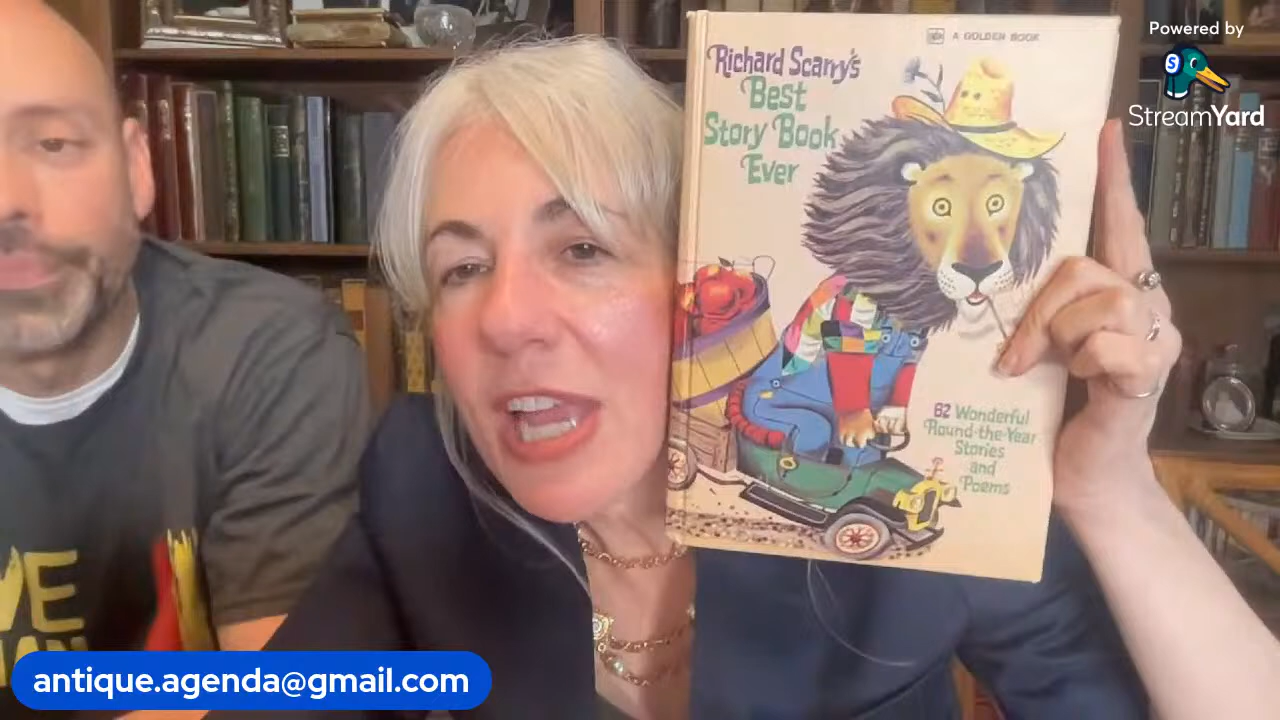 Powered by
StreamYard
A GOLDEN BOOK
Richard Scarry's
Best
Story Book
Ever
82 Wonderful
Round-the-Year
Stories
and
Poems
antique.agenda@gmail.com